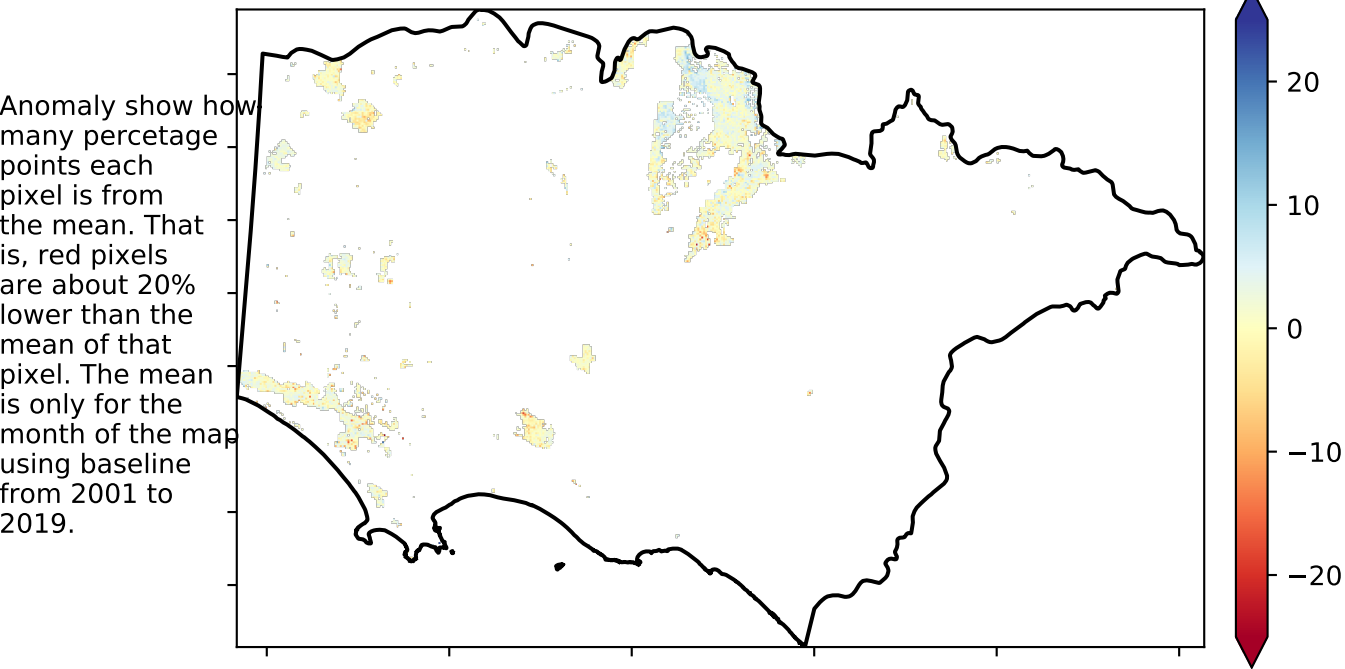 Anomaly show how
many percetage
points each
pixel is from
the mean. That
is, red pixels
are about 20%
lower than the
mean of that
pixel. The mean
is only for the
month of the map
using baseline
from 2001 to
2019.
20
10
0
−10
−20